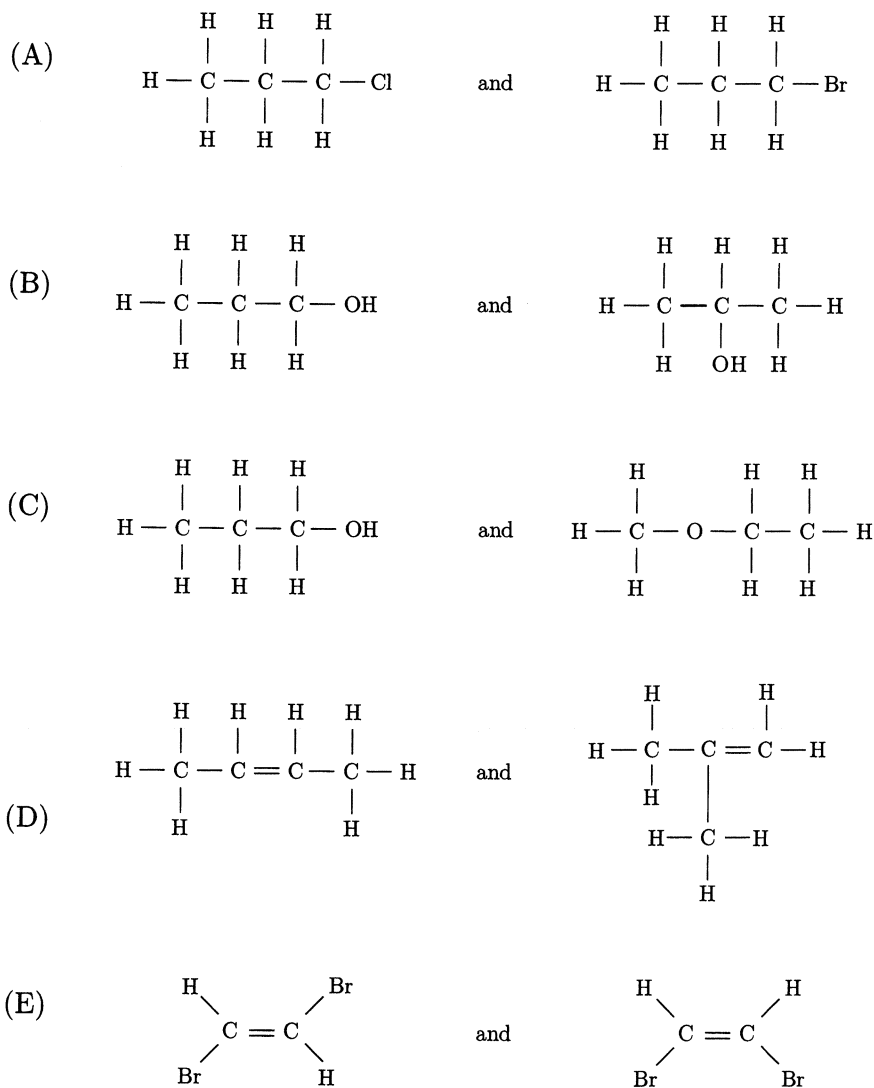 H H H H H H
(A) H — C — C — C — Cl and H — C — C — C — Br
H H H H H H
H H H H H H
(B) H — C — C — C — OH and H — C — C — C — H
H H H H OH H
H H H H H H
(C) H — C — C — C — OH and H — C — O — C — C — H
H H H H H H
H H
H H H H
H — C — C = C — H
H — C — C = C — C — H and
H
H H
(D) H — C — H
H
H Br H H
(E) C = C and C = C
Br H Br Br